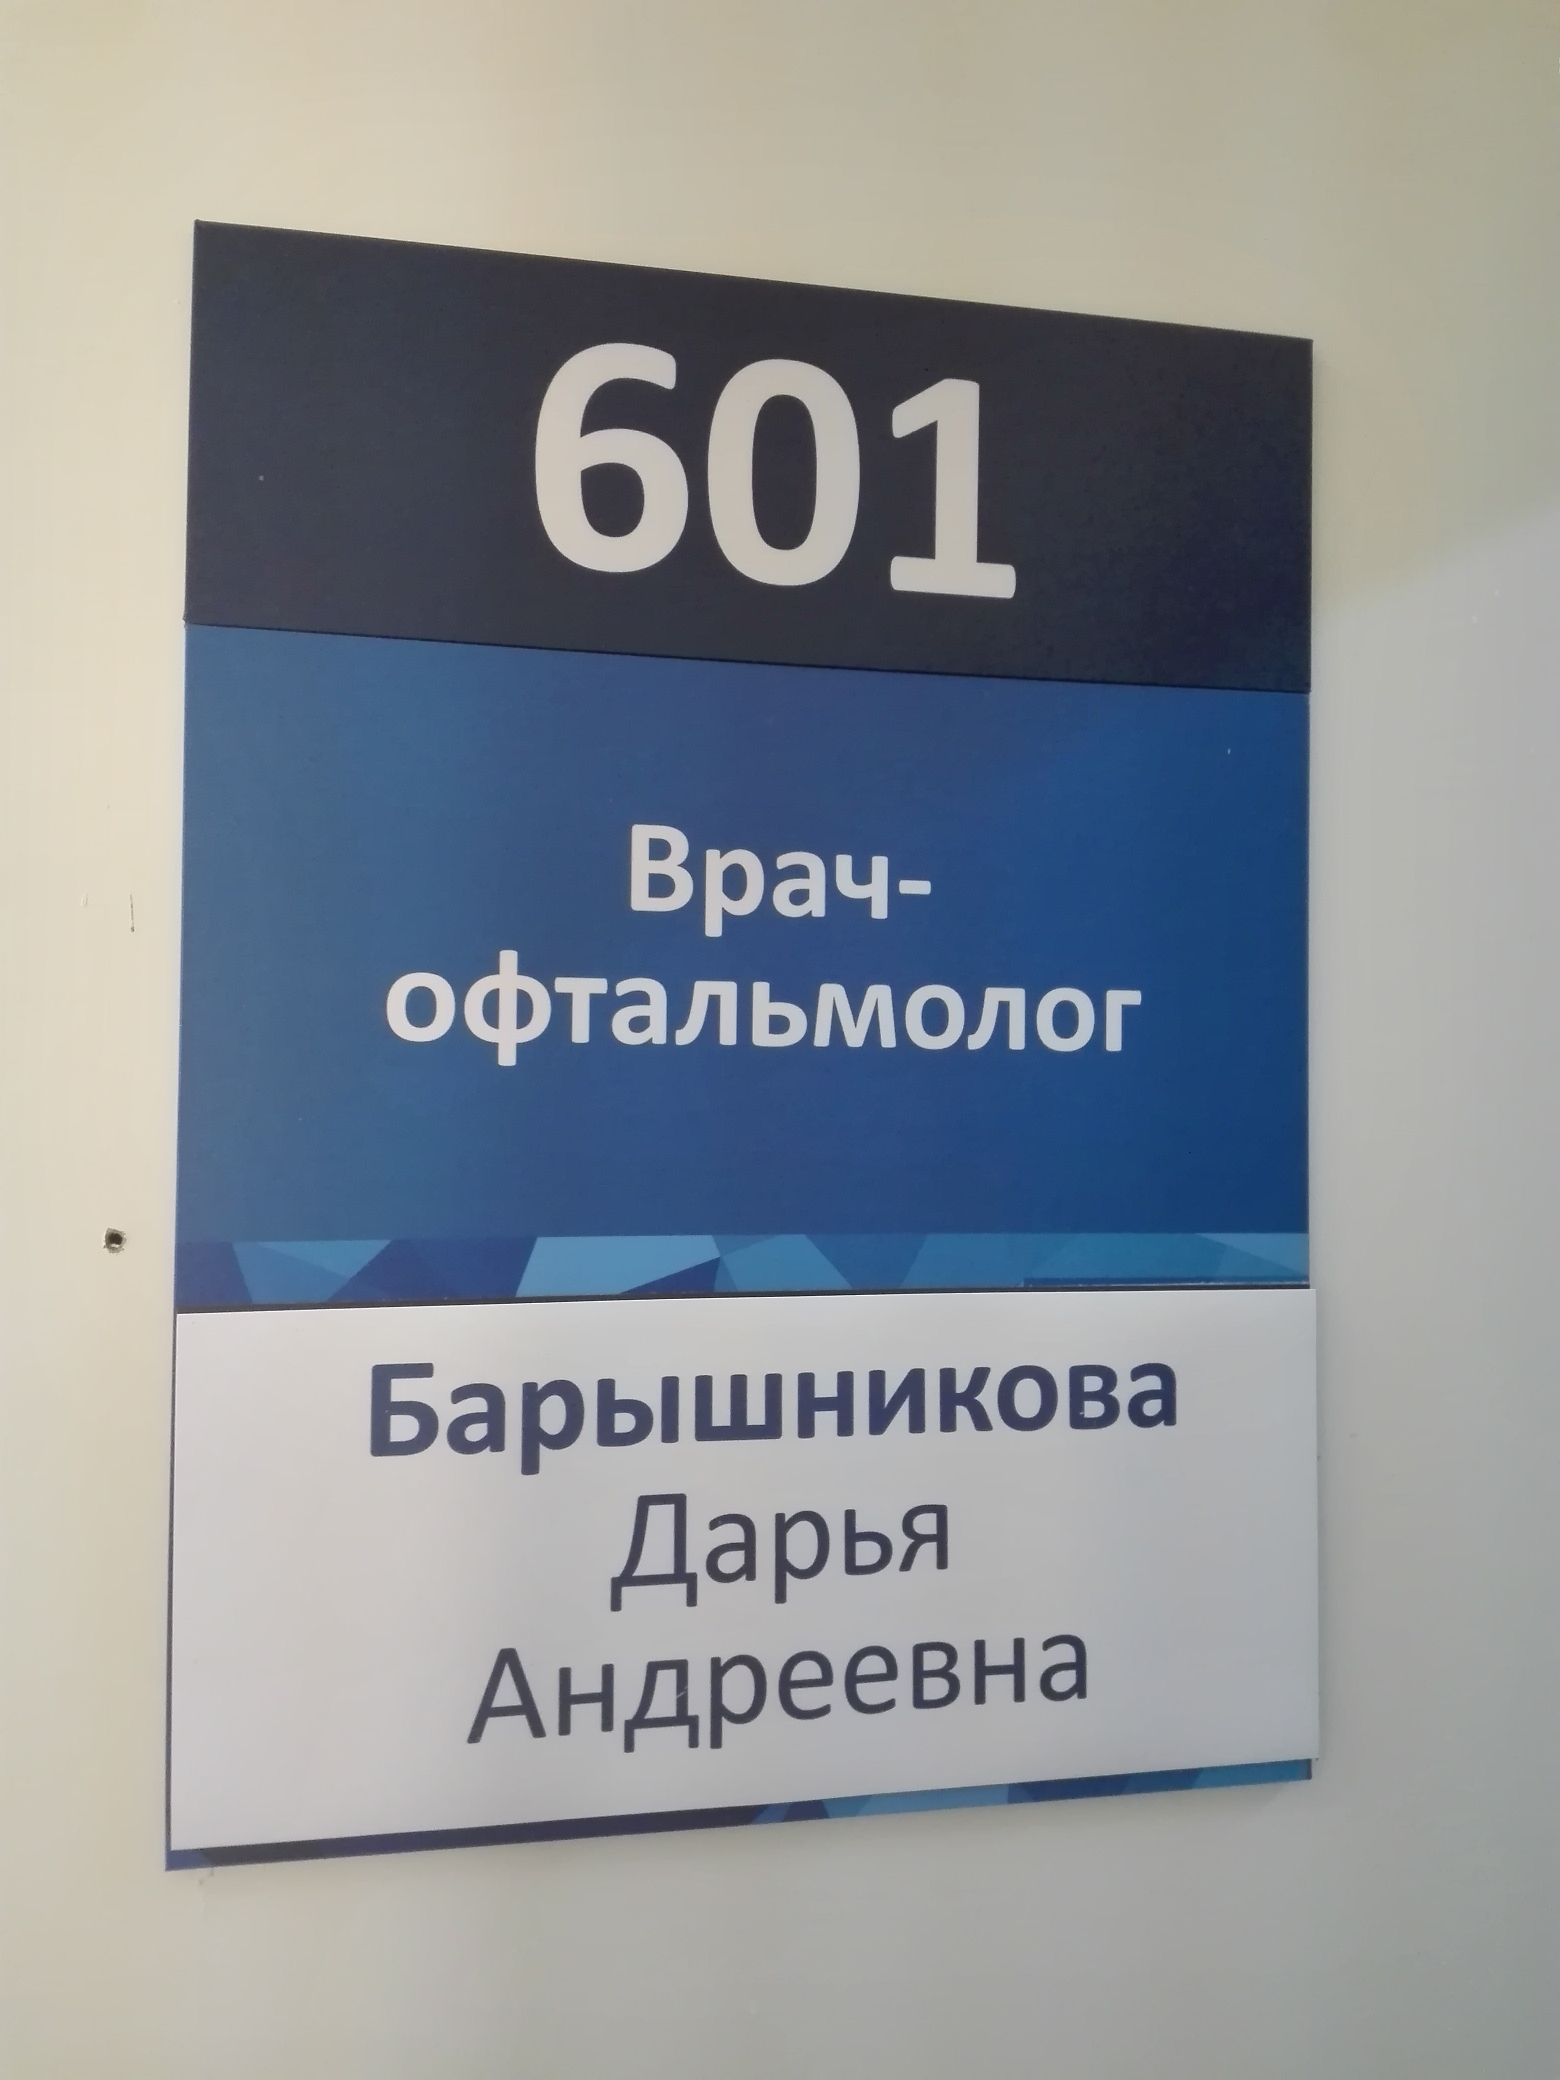 601
Врач-
офтальмолог
Барышникова
Дарья
Андреевна